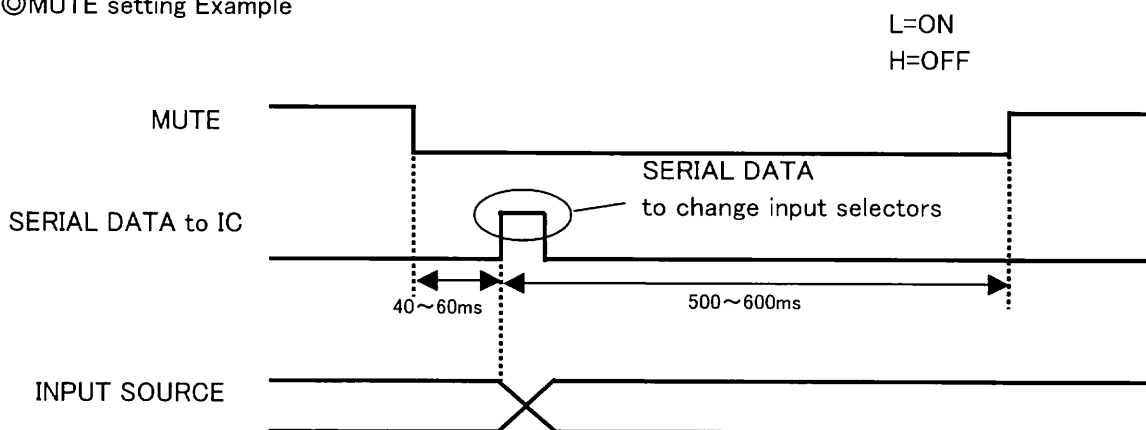 ◎MUTE setting Example
L=ON
H=OFF
MUTE
SERIAL DATA
to change input selectors
SERIAL DATA to IC
40～60ms
500～600ms
INPUT SOURCE